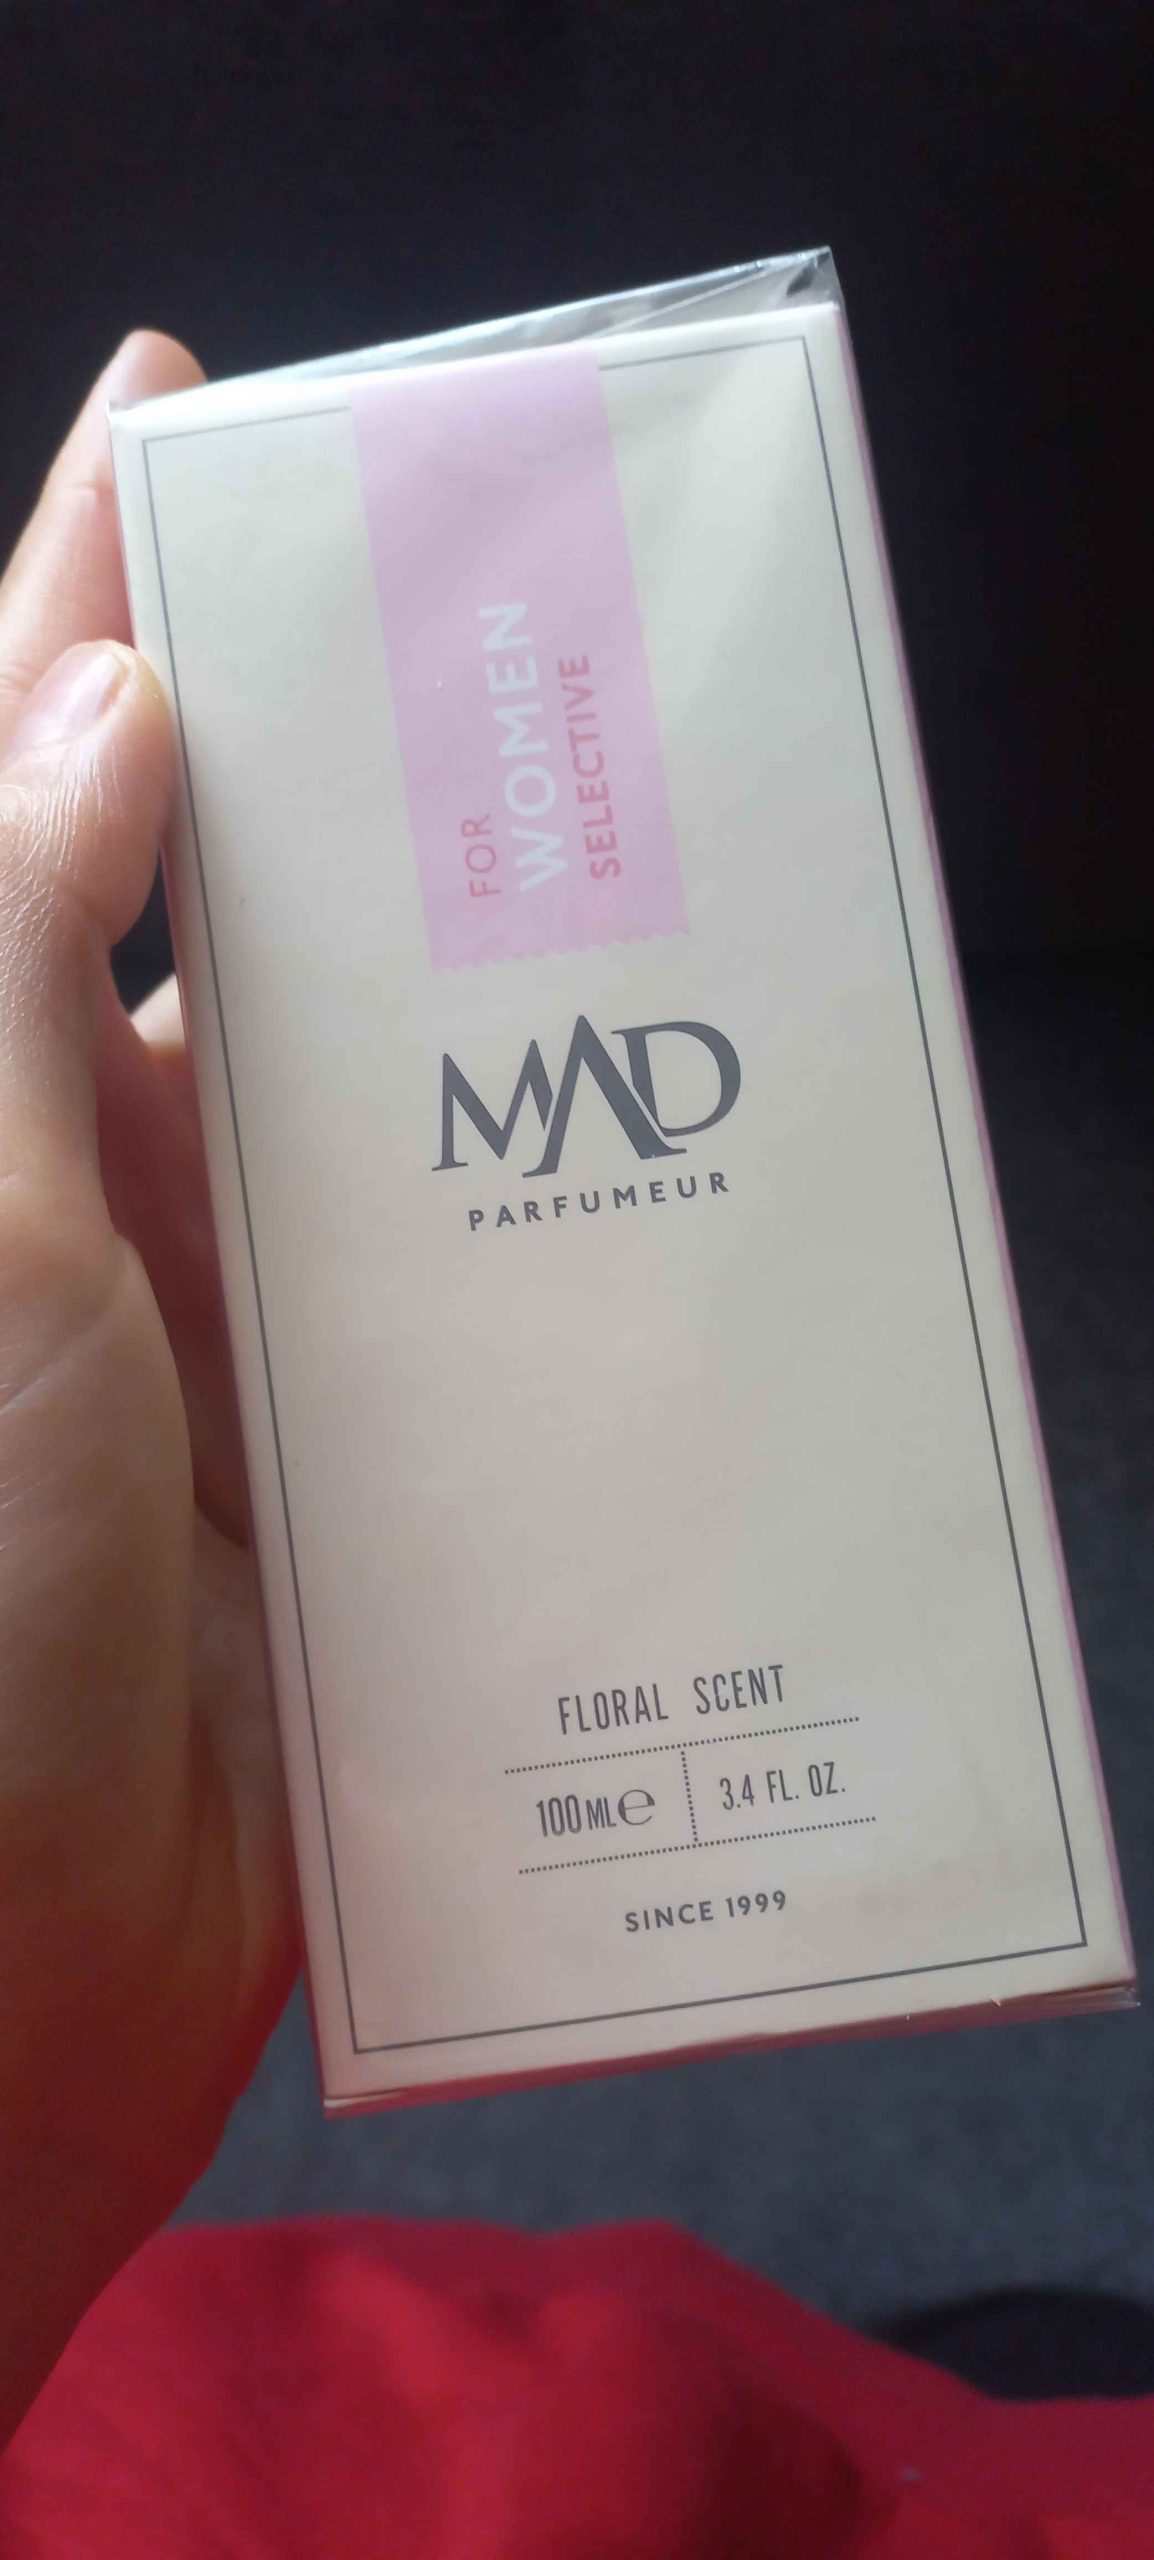 FOR
WOMEN
SELECTIVE
MAD
PARFUMEUR
FLORAL SCENT
100ML℮ 3.4 FL. OZ.
SINCE 1999